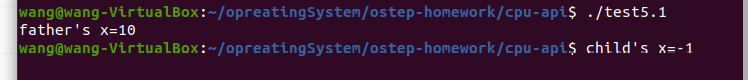 wang@wang-VirtualBox:~/opreatingSystem/ostep-homework/cpu-api$ ./test5.1
father's x=10
wang@wang-VirtualBox:~/opreatingSystem/ostep-homework/cpu-api$ child's x=-1